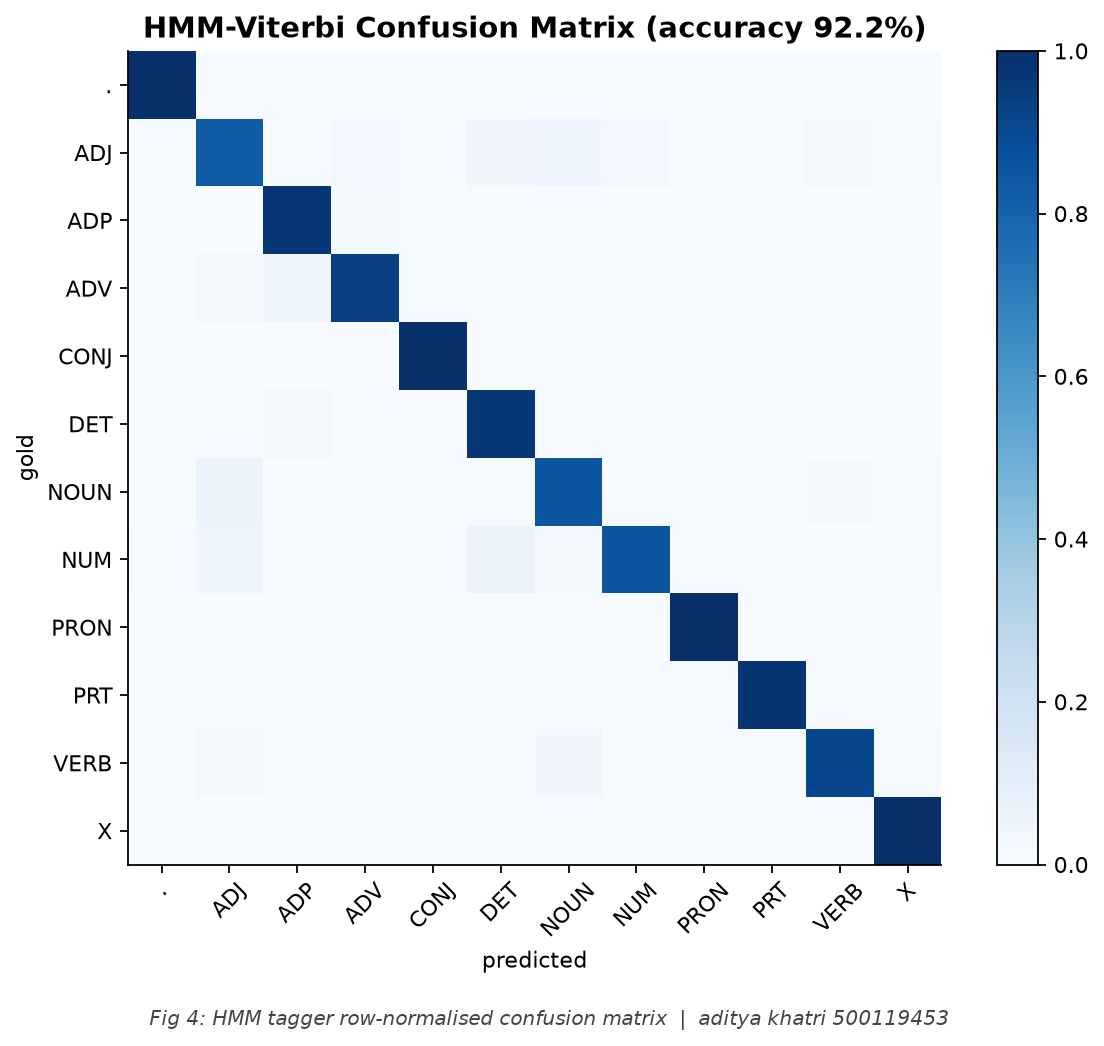 HMM-Viterbi Confusion Matrix (accuracy 92.2%)
.
ADJ
ADP
ADV
CONJ
DET
NOUN
NUM
PRON
PRT
VERB
X
gold
. ADJ ADP ADV CONJ DET NOUN NUM PRON PRT VERB X
predicted
1.0
0.8
0.6
0.4
0.2
0.0
Fig 4: HMM tagger row-normalised confusion matrix | aditya khatri 500119453